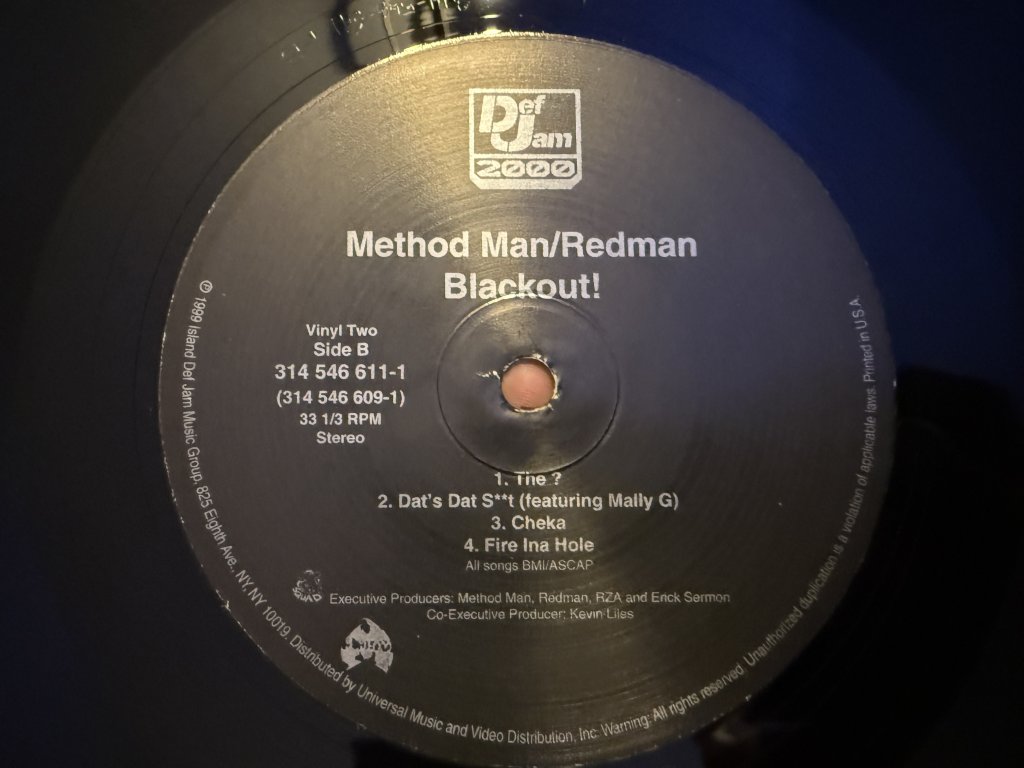 Def Jam
2000
Method Man/Redman
Blackout!
Vinyl Two
Side B
314 546 611-1
(314 546 609-1)
33 1/3 RPM
Stereo
1. The ?
2. Dat's Dat S**t (featuring Mally G)
3. Cheka
4. Fire Ina Hole
All songs BMI/ASCAP
Executive Producers: Method Man, Redman, RZA and Erick Sermon
Co-Executive Producer: Kevin Liles
℗ 1999 Island Def Jam Music Group, 825 Eighth Ave., NY, NY 10019. Distributed by Universal Music and Video Distribution, Inc. Warning: All rights reserved. Unauthorized duplication is a violation of applicable laws. Printed in U.S.A.